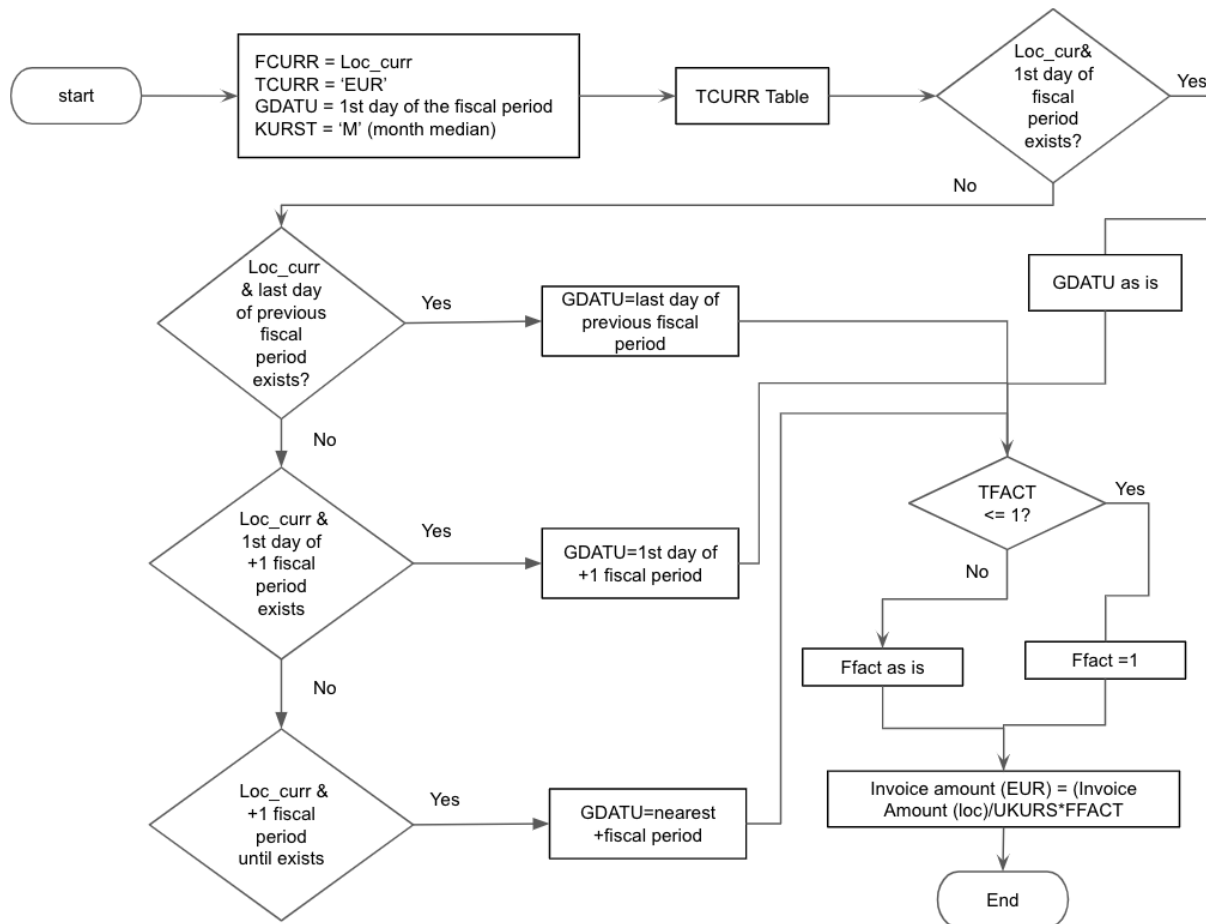 start
FCURR = Loc_curr
TCURR = ‘EUR’
GDATU = 1st day of the fiscal period
KURST = ‘M’ (month median)
TCURR Table
Loc_cur&
1st day of
fiscal
period
exists?
Yes
No
Loc_curr
& last day
of previous
fiscal
period
exists?
Yes
GDATU=last day of
previous fiscal
period
GDATU as is
No
Loc_curr &
1st day of
+1 fiscal
period
exists
Yes
GDATU=1st day of
+1 fiscal period
TFACT
<= 1?
Yes
No
Ffact as is
Ffact =1
No
Loc_curr &
+1 fiscal
period
until exists
Yes
GDATU=nearest
+fiscal period
Invoice amount (EUR) = (Invoice
Amount (loc)/UKURS*FFACT
End